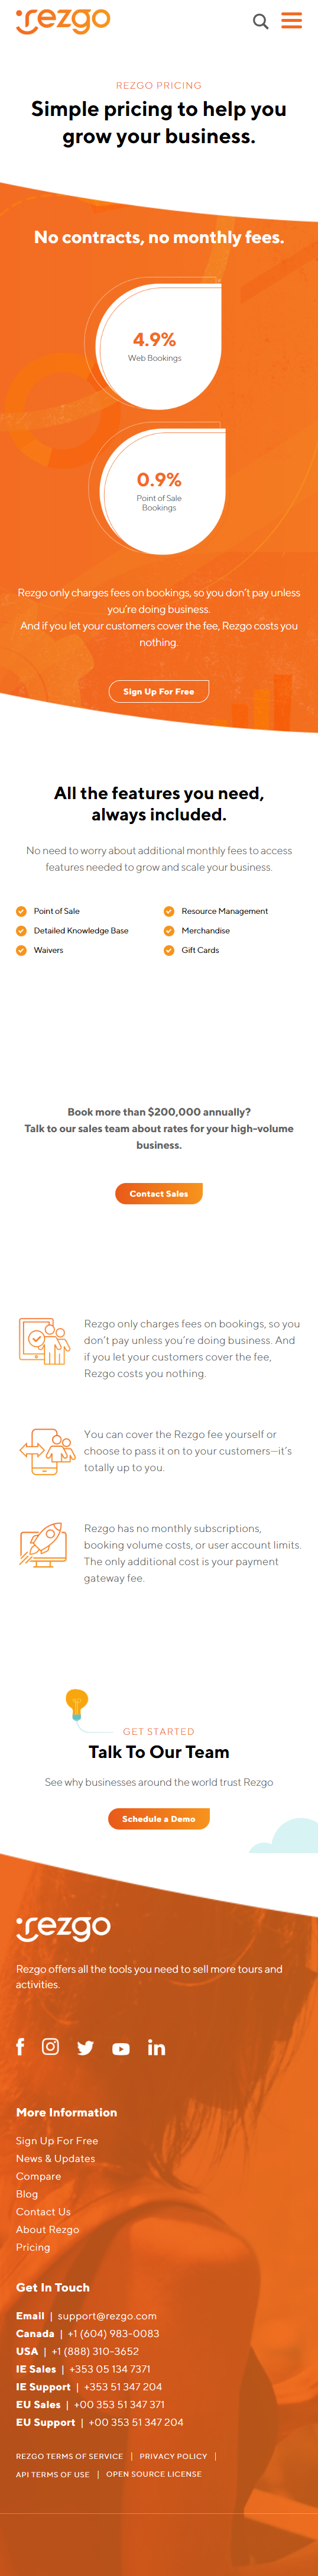 rezgo
REZGO PRICING
Simple pricing to help you
grow your business.
No contracts, no monthly fees.
4.9%
Web Bookings
0.9%
Point of Sale
Bookings
Rezgo only charges fees on bookings, so you don't pay unless
you're doing business.
And if you let your customers cover the fee, Rezgo costs you
nothing.
Sign Up For Free
All the features you need,
always included.
No need to worry about additional monthly fees to access
features needed to grow and scale your business.
Point of Sale
Resource Management
Detailed Knowledge Base
Merchandise
Waivers
Gift Cards
Book more than $200,000 annually?
Talk to our sales team about rates for your high-volume
business.
Contact Sales
Rezgo only charges fees on bookings, so you
don't pay unless you're doing business. And
if you let your customers cover the fee,
Rezgo costs you nothing.
You can cover the Rezgo fee yourself or
choose to pass it on to your customers—it's
totally up to you.
Rezgo has no monthly subscriptions,
booking volume costs, or user account limits.
The only additional cost is your payment
gateway fee.
GET STARTED
Talk To Our Team
See why businesses around the world trust Rezgo
Schedule a Demo
rezgo
Rezgo offers all the tools you need to sell more tours and
activities.
More Information
Sign Up For Free
News & Updates
Compare
Blog
Contact Us
About Rezgo
Pricing
Get In Touch
Email | support@rezgo.com
Canada | +1 (604) 983-0083
USA | +1 (888) 310-3652
IE Sales | +353 05 134 7371
IE Support | +353 51 347 204
EU Sales | +00 353 51 347 371
EU Support | +00 353 51 347 204
REZGO TERMS OF SERVICE | PRIVACY POLICY |
API TERMS OF USE | OPEN SOURCE LICENSE